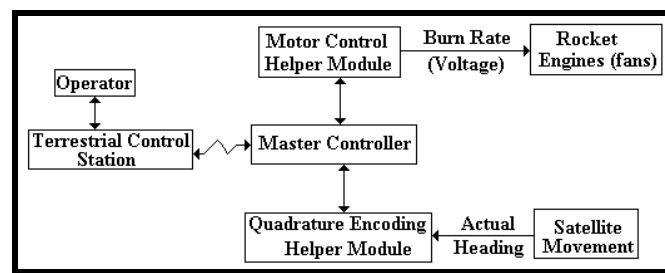 Motor Control
Helper Module
Burn Rate
(Voltage)
Rocket
Engines (fans)
Operator
Terrestrial Control
Station
Master Controller
Quadrature Encoding
Helper Module
Actual
Heading
Satellite
Movement